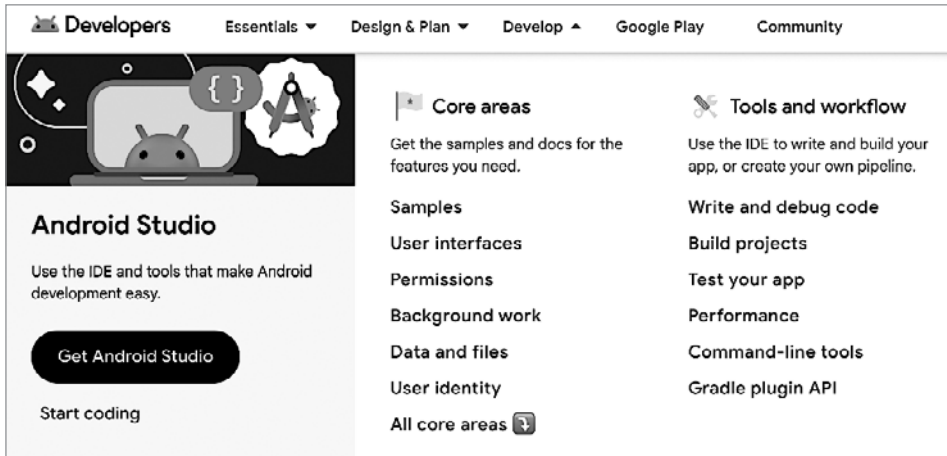 Developers
Essentials
Design & Plan
Develop
Google Play
Community
{ }
Android Studio
Use the IDE and tools that make Android
development easy.
Get Android Studio
Start coding
Core areas
Get the samples and docs for the
features you need.
Samples
User interfaces
Permissions
Background work
Data and files
User identity
All core areas
Tools and workflow
Use the IDE to write and build your
app, or create your own pipeline.
Write and debug code
Build projects
Test your app
Performance
Command-line tools
Gradle plugin API